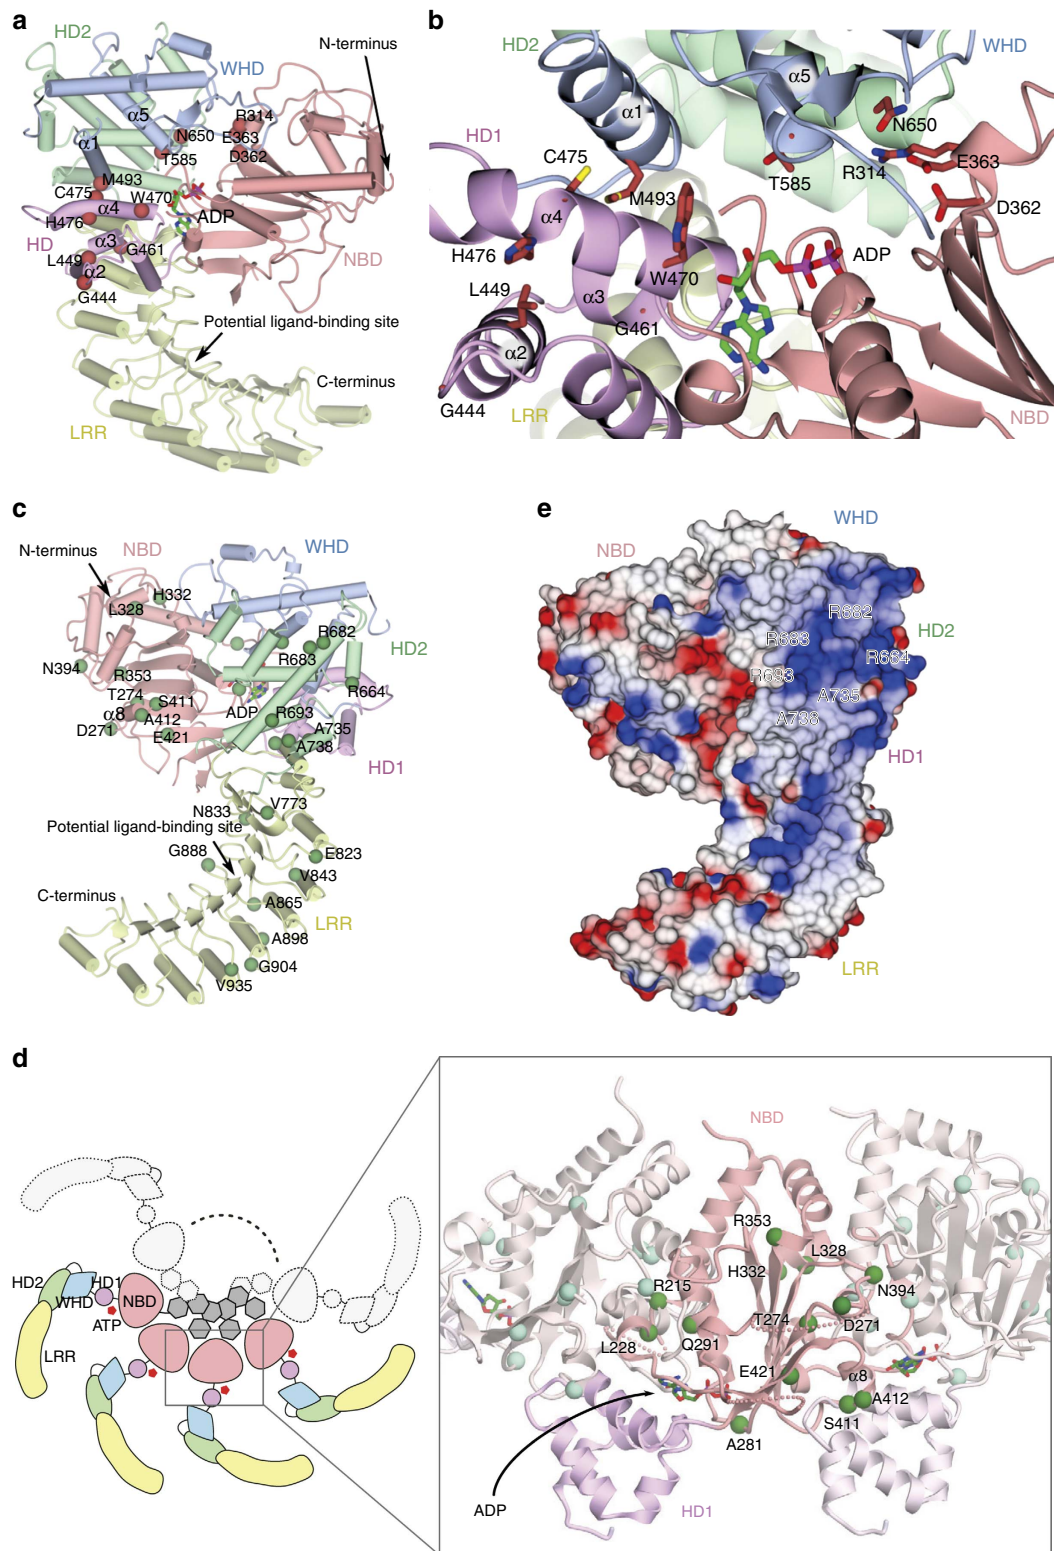 a
HD2
N-terminus
WHD
α5
R314
N650
E363
α1
T585
D362
M493
C475
W470
α4
ADP
H476
HD
α3
G461
L449
α2
NBD
G444
Potential ligand-binding site
C-terminus
LRR
b
HD2
WHD
α5
α1
N650
HD1
C475
T585
R314
E363
M493
α4
D362
H476
ADP
W470
L449
α3
G461
α2
G444
LRR
NBD
c
N-terminus
NBD
WHD
H332
L328
R682
HD2
R683
N394
R353
R664
T274
S411
ADP
R693
α8
A412
A735
D271
E421
A738
HD1
N833
V773
Potential ligand-binding site
G888
E823
V843
C-terminus
A865
LRR
A898
G904
V935
e
WHD
NBD
R682
HD2
R683
R664
R693
A735
A738
HD1
LRR
d
HD2
HD1
NBD
WHD
ATP
LRR
NBD
R353
L328
H332
R215
N394
T274
D271
L228
Q291
E421
α8
A412
S411
A281
ADP
HD1